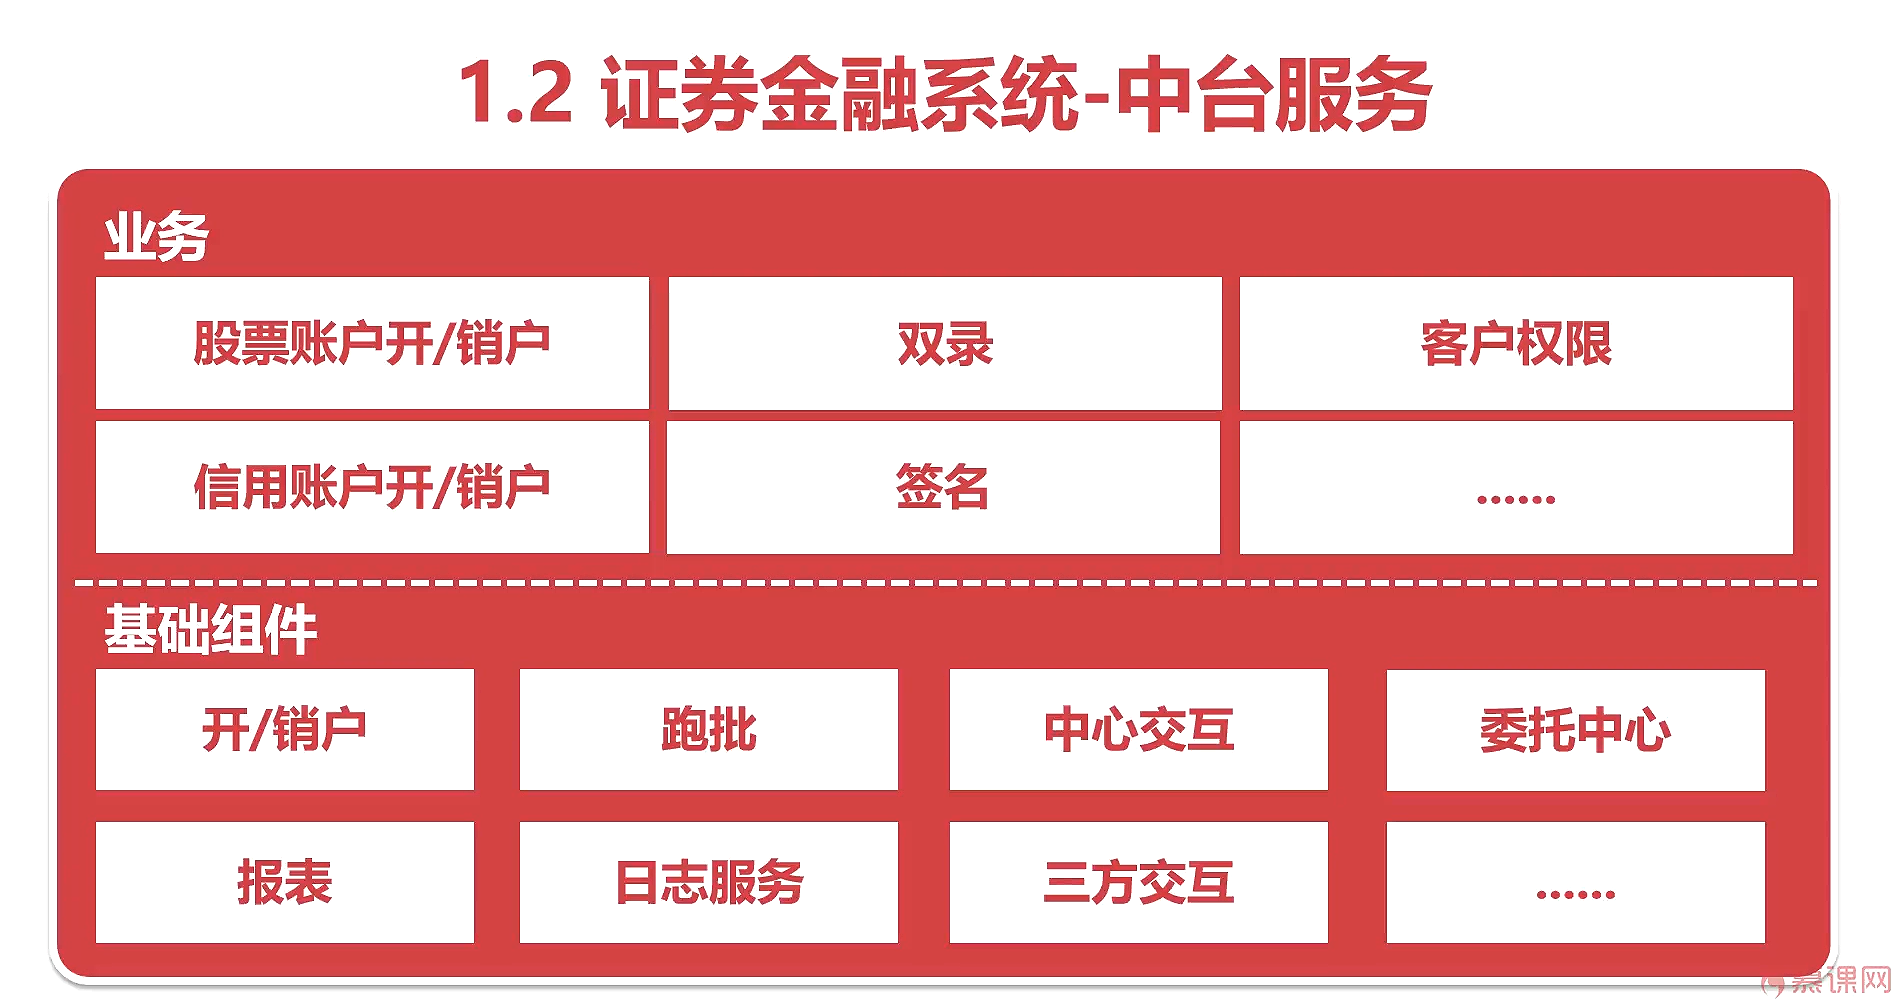 1.2 证券金融系统-中台服务
业务
股票账户开/销户
双录
客户权限
信用账户开/销户
签名
......
基础组件
开/销户
跑批
中心交互
委托中心
报表
日志服务
三方交互
......
慕课网